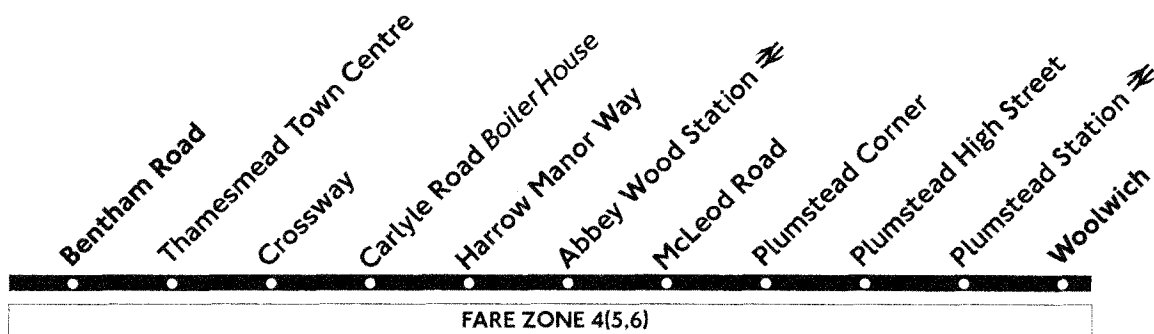 Bentham Road
Thamesmead Town Centre
Crossway
Carlyle Road Boiler House
Harrow Manor Way
Abbey Wood Station
McLeod Road
Plumstead Corner
Plumstead High Street
Plumstead Station
Woolwich
FARE ZONE 4(5,6)